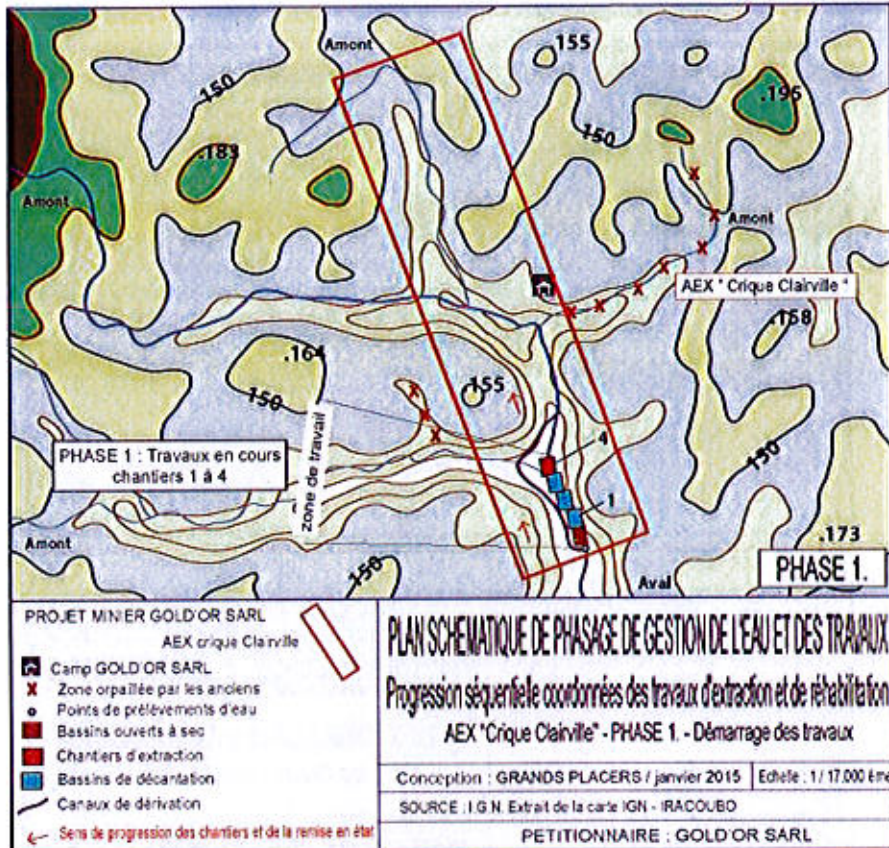 Amont
155
150
.195
150
.183
Amont
Amont
AEX " Crique Clairville "
.158
.164
155
150
zone de travail
4
PHASE 1 : Travaux en cours
chantiers 1 à 4
150
1
Amont
150
.173
Aval
PHASE 1.
PROJET MINIER GOLD'OR SARL
AEX crique Clairville
Camp GOLD'OR SARL
Zone orpaillée par les anciens
Points de prélèvements d'eau
Bassins ouverts à sec
Chantiers d'extraction
Bassins de décantation
Canaux de dérivation
Sens de progression des chantiers et de la remise en état
PLAN SCHEMATIQUE DE PHASAGE DE GESTION DE L'EAU ET DES TRAVAUX
Progression séquentielle coordonnées des travaux d'extraction et de réhabilitation
AEX "Crique Clairville" - PHASE 1. - Démarrage des travaux
Conception : GRANDS PLACERS / janvier 2015
Echelle : 1 / 17.000 ème
SOURCE : I.G.N. Extrait de la carte IGN - IRACOUBO
PETITIONNAIRE : GOLD'OR SARL